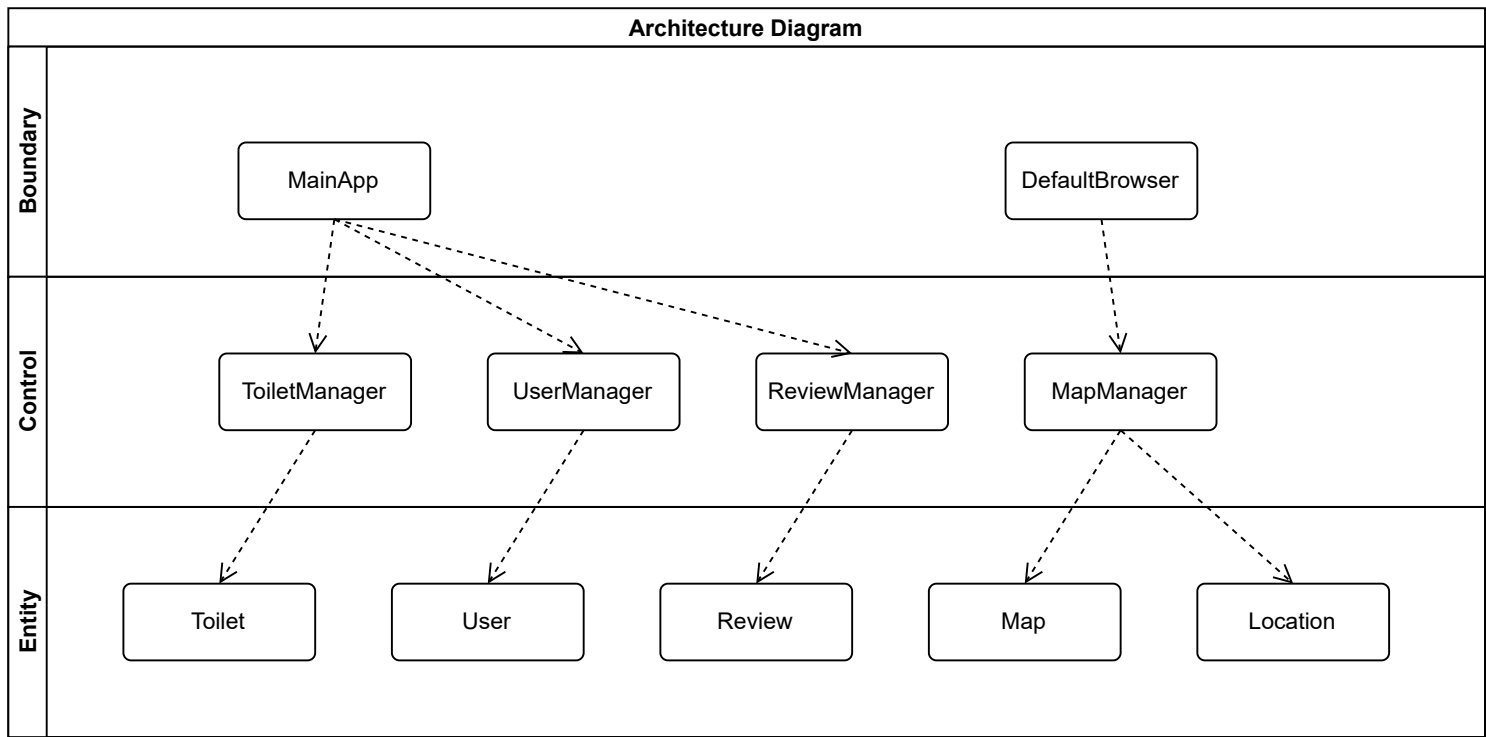 Architecture Diagram
Boundary
MainApp
DefaultBrowser
Control
ToiletManager
UserManager
ReviewManager
MapManager
Entity
Toilet
User
Review
Map
Location